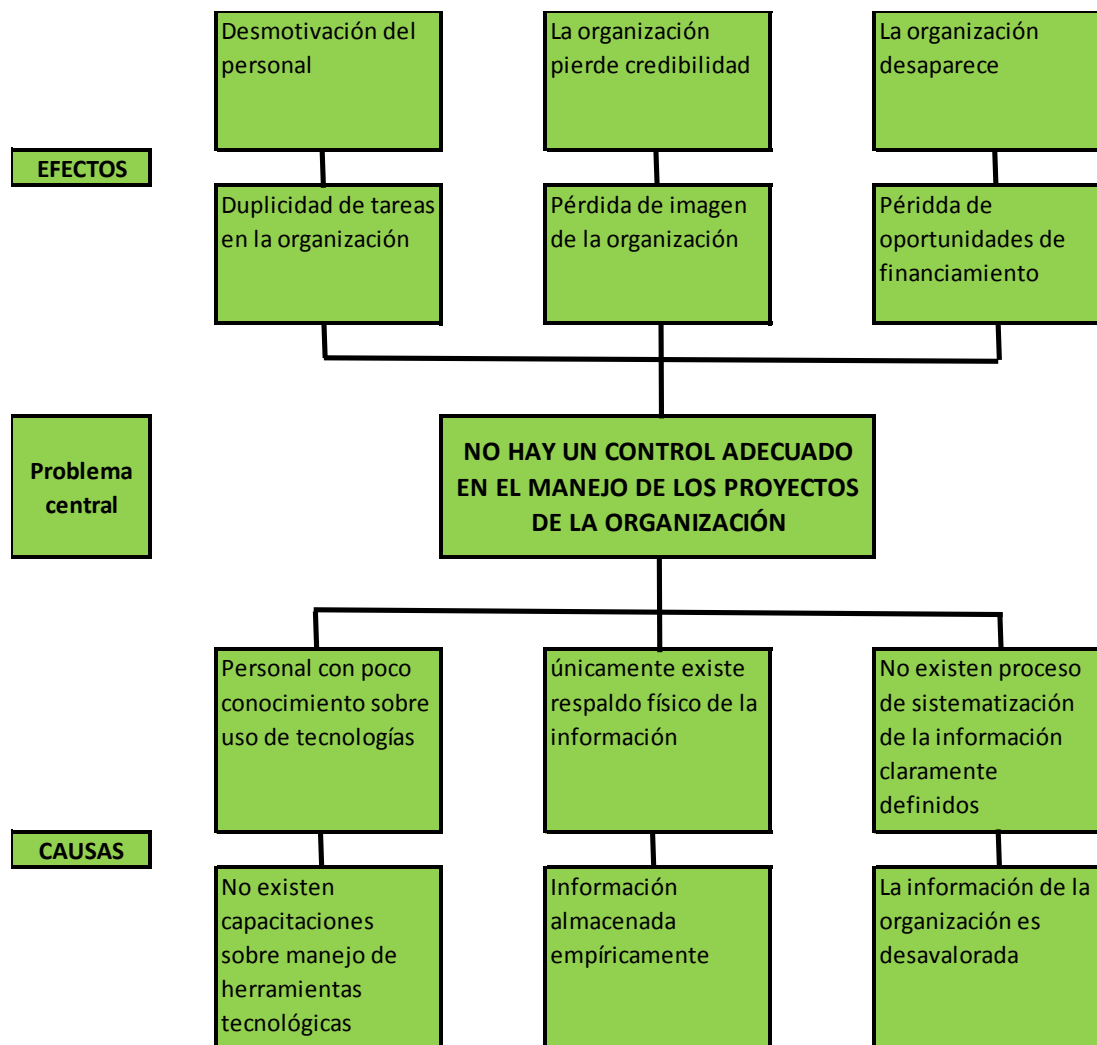 Desmotivación del
personal
La organización
pierde credibilidad
La organización
desaparece
EFECTOS
Duplicidad de tareas
en la organización
Pérdida de imagen
de la organización
Péridda de
oportunidades de
financiamiento
Problema
central
NO HAY UN CONTROL ADECUADO
EN EL MANEJO DE LOS PROYECTOS
DE LA ORGANIZACIÓN
Personal con poco
conocimiento sobre
uso de tecnologías
únicamente existe
respaldo físico de la
información
No existen proceso
de sistematización
de la información
claramente
definidos
CAUSAS
No existen
capacitaciones
sobre manejo de
herramientas
tecnológicas
Información
almacenada
empíricamente
La información de la
organización es
desavalorada